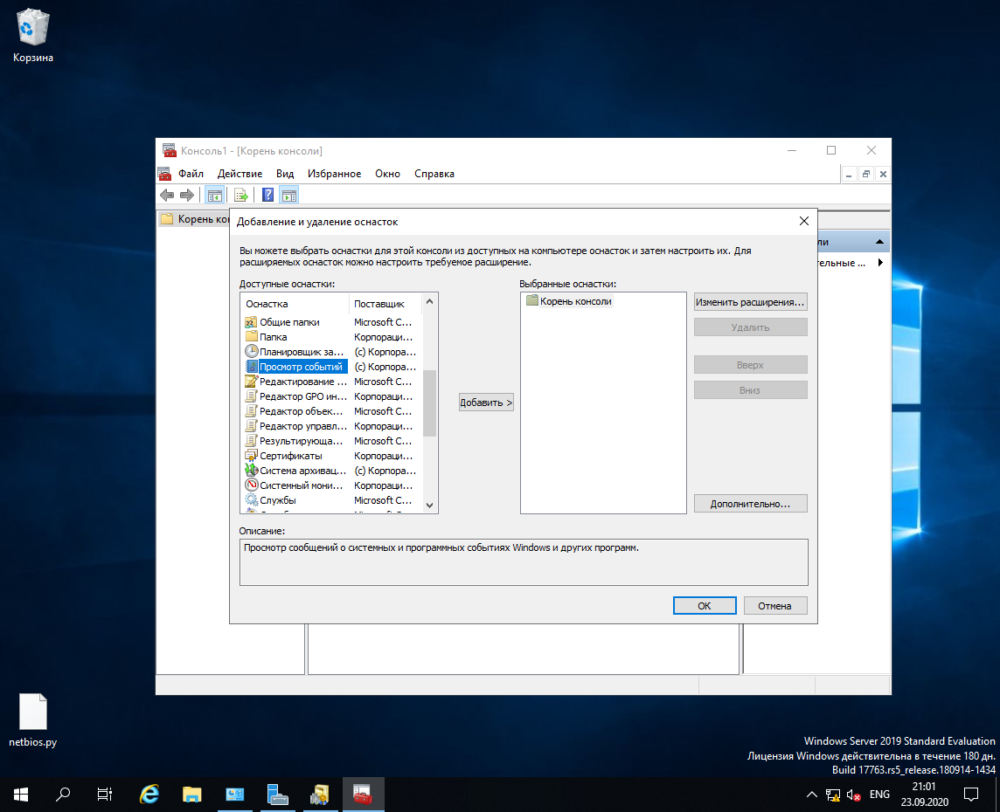 Корзина
Консоль1 - [Корень консоли]
Файл Действие Вид Избранное Окно Справка
Корень ко
Добавление и удаление оснасток
Вы можете выбрать оснастки для этой консоли из доступных на компьютере оснасток и затем настроить их. Для
расширяемых оснасток можно настроить требуемое расширение.
ли
тельные ...
Доступные оснастки:
Оснастка Поставщик
Общие папки Microsoft C...
Папка Корпораци...
Планировщик за... (c) Корпора...
Просмотр событий (c) Корпора...
Редактирование ... Microsoft C...
Редактор GPO ин... Корпораци...
Редактор объек... Microsoft C...
Редактор управл... Корпораци...
Результирующа... Microsoft C...
Сертификаты Корпораци...
Система архивац... (c) Корпора...
Системный мони... Корпораци...
Службы Microsoft C...
Добавить >
Выбранные оснастки:
Корень консоли
Изменить расширения...
Удалить
Вверх
Вниз
Дополнительно...
Описание:
Просмотр сообщений о системных и программных событиях Windows и других программ.
ОК Отмена
netbios.py
Windows Server 2019 Standard Evaluation
Лицензия Windows действительна в течение 180 дн.
Build 17763.rs5_release.180914-1434
ENG
21:01
23.09.2020